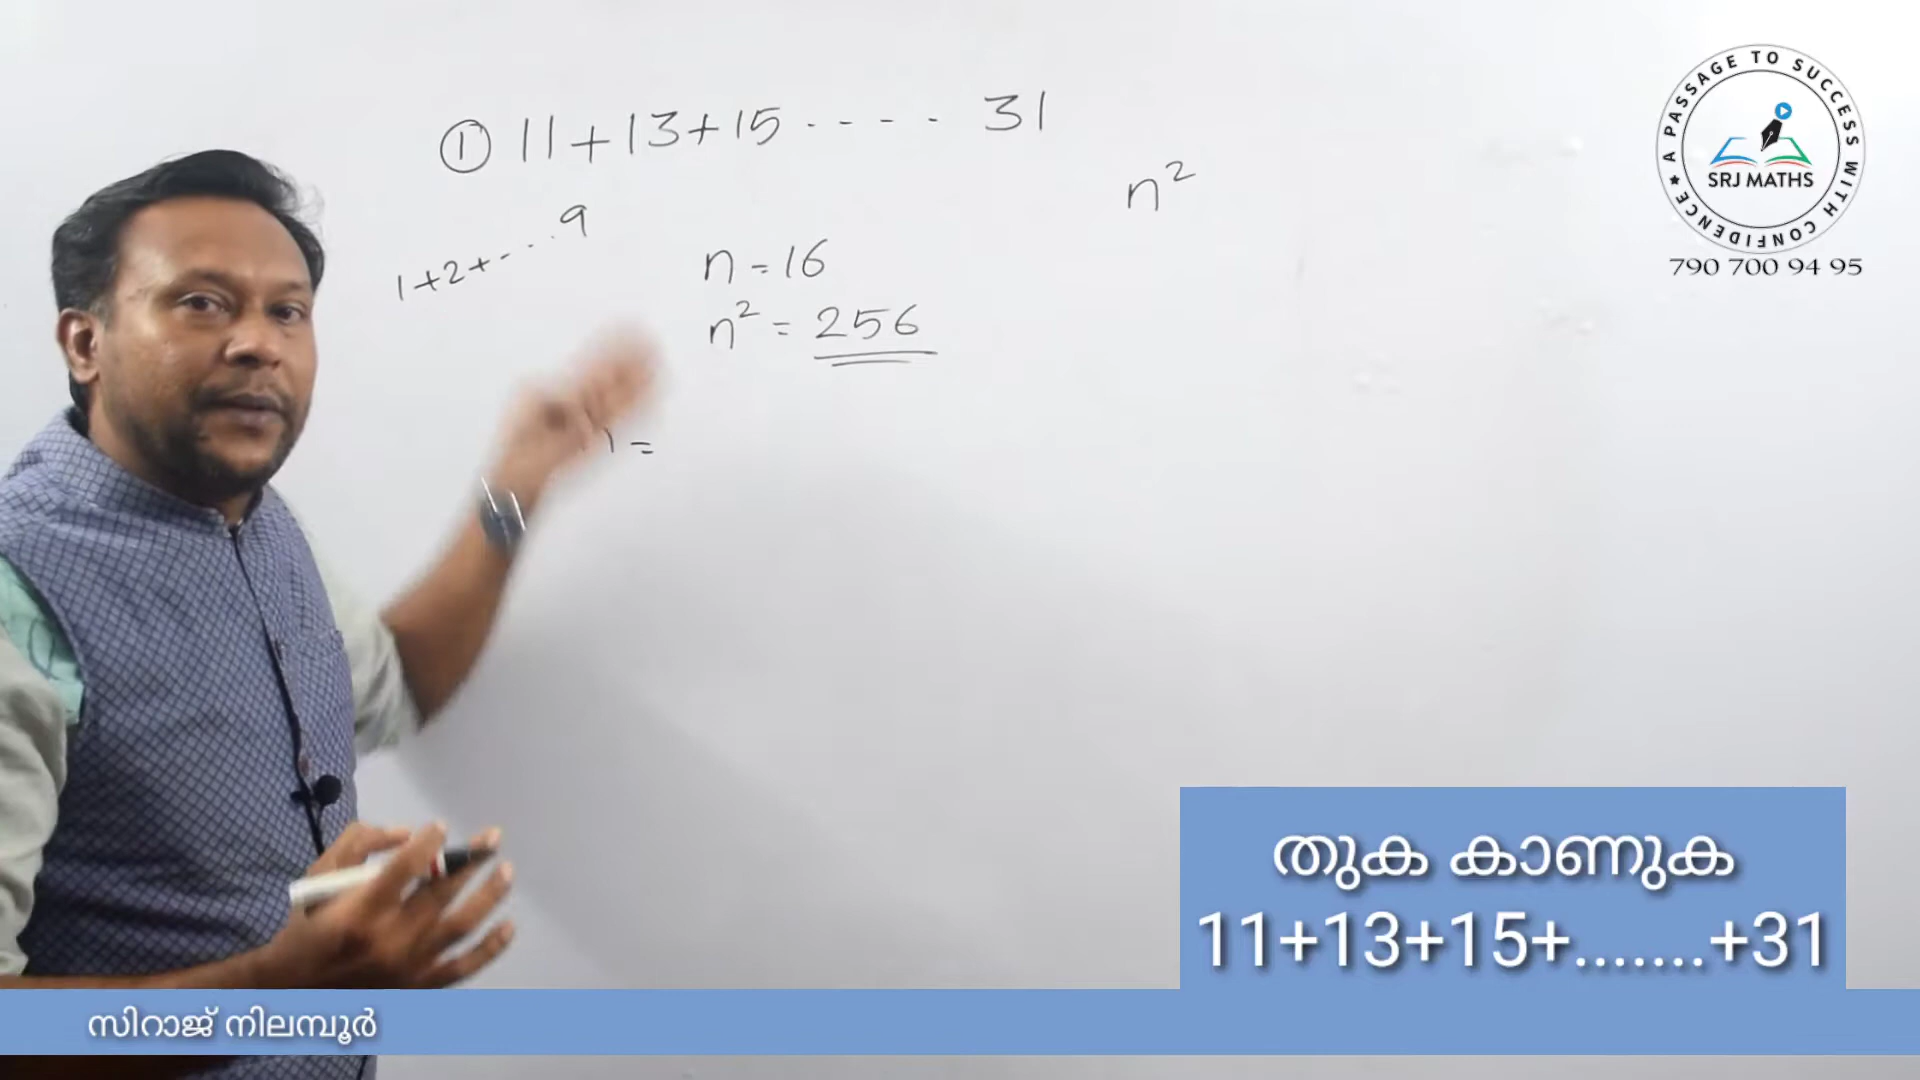 ① 11+13+15 - - - - 31
n²
1+2+- - . . 9
n = 16
n² = 256
=
A PASSAGE TO SUCCESS WITH CONFIDENCE ★
SRJ MATHS
790 700 94 95
തുക കാണുക
11+13+15+.......+31
സിറാജ് നിലമ്പൂർ